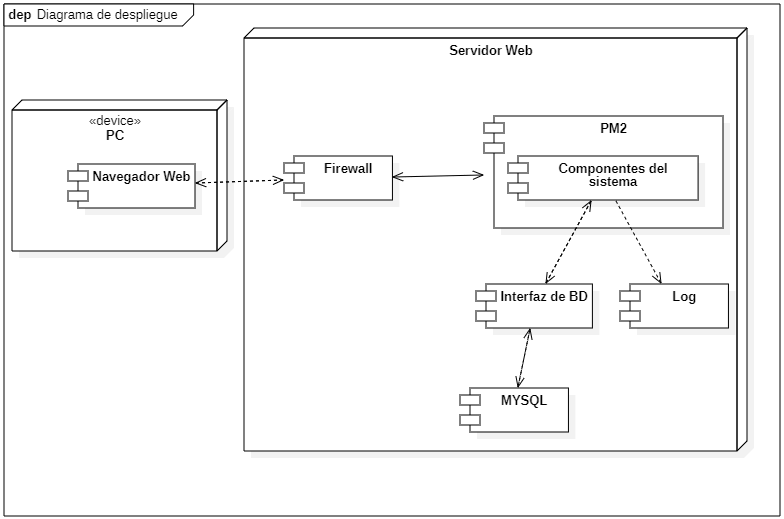 dep Diagrama de despliegue
Servidor Web
«device»
PC
Navegador Web
Firewall
PM2
Componentes del
sistema
Interfaz de BD
Log
MYSQL